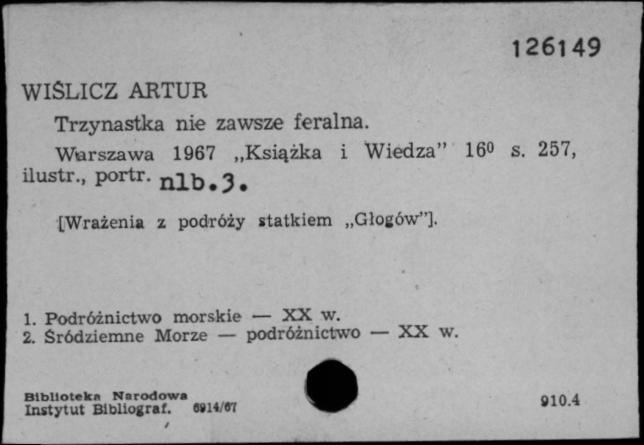 126149
WIŚLICZ ARTUR
Trzynastka nie zawsze feralna.
Warszawa 1967 „Książka i Wiedza” 16⁰ s. 257,
ilustr., portr. nlb.3.
[Wrażenia z podróży statkiem „Głogów”].
1. Podróżnictwo morskie — XX w.
2. Śródziemne Morze — podróżnictwo — XX w.
Biblioteka Narodowa
Instytut Bibliograf. 6914/67
910.4